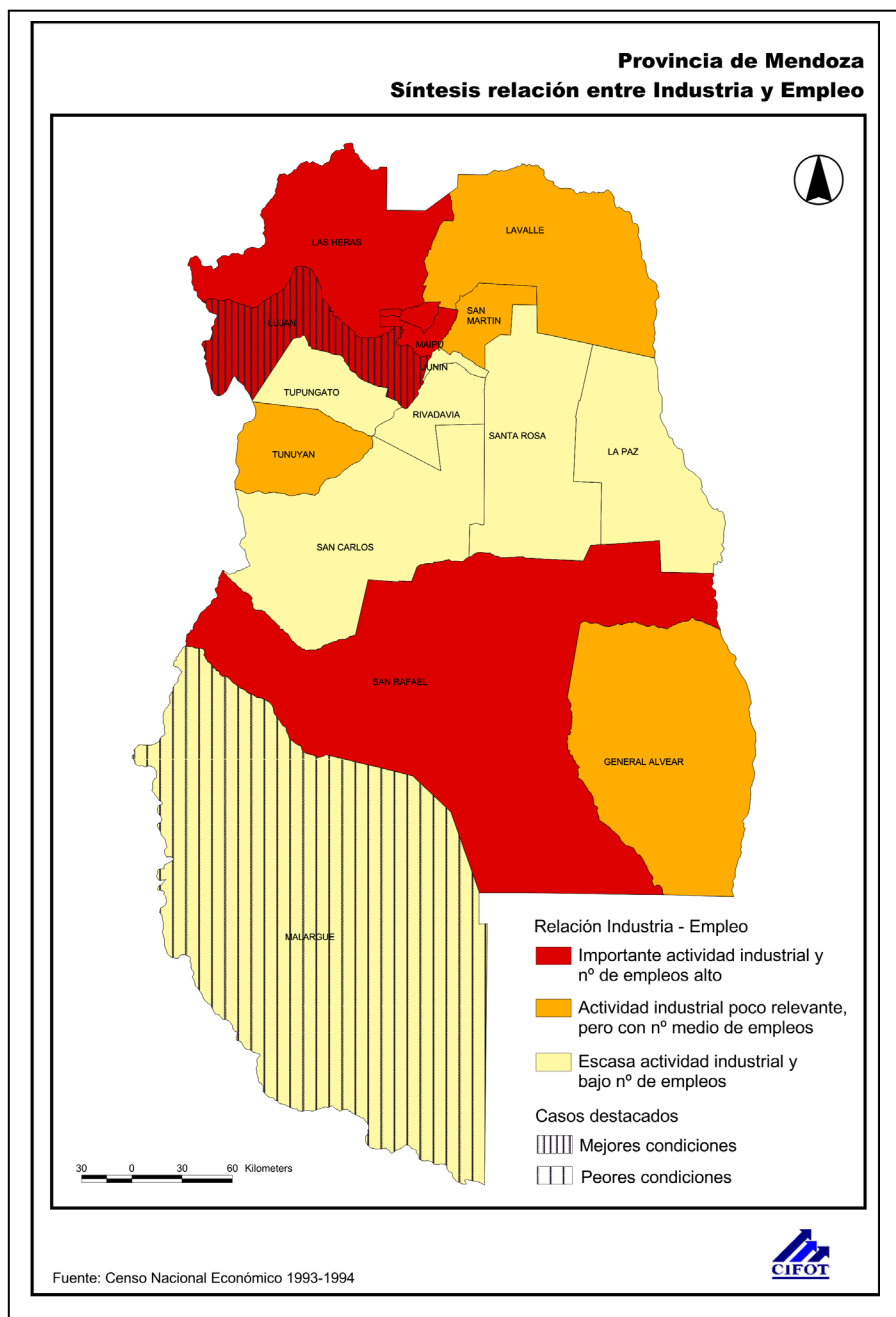 Provincia de Mendoza
Síntesis relación entre Industria y Empleo
LAS HERAS
LAVALLE
SAN
MARTIN
LUJAN
MAIPU
JUNIN
TUPUNGATO
RIVADAVIA
SANTA ROSA
LA PAZ
TUNUYAN
SAN CARLOS
SAN RAFAEL
GENERAL ALVEAR
MALARGUE
Relación Industria - Empleo
Importante actividad industrial y
nº de empleos alto
Actividad industrial poco relevante,
pero con nº medio de empleos
Escasa actividad industrial y
bajo nº de empleos
Casos destacados
Mejores condiciones
Peores condiciones
30 0 30 60 Kilometers
CIFOT
Fuente: Censo Nacional Económico 1993-1994